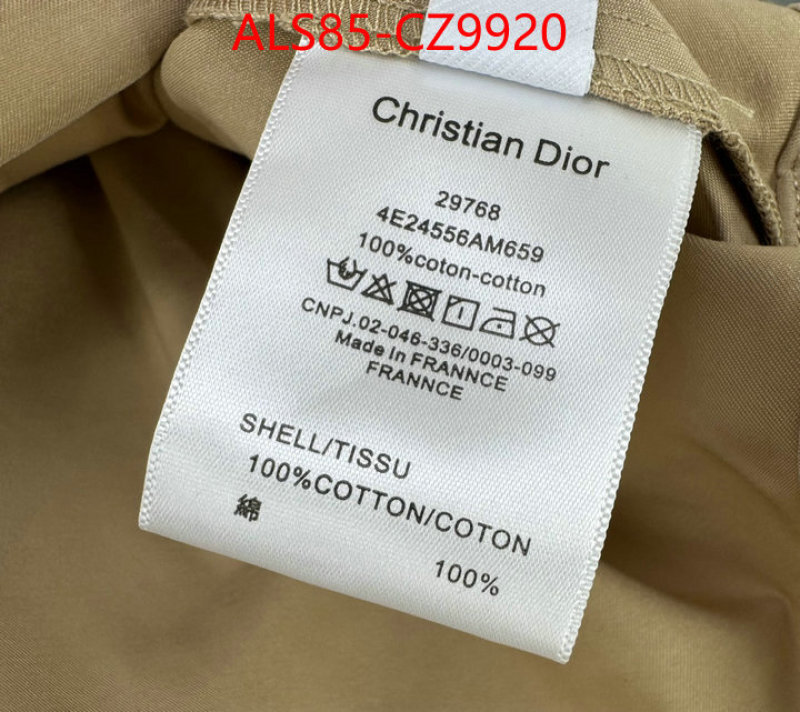 ALS85-CZ9920
Christian Dior
29768
4E24556AM659
100%coton-cotton
CNPJ.02-046-336/0003-099
Made in FRANNCE
FRANNCE
SHELL/TISSU
100%COTTON/COTON
綿
100%